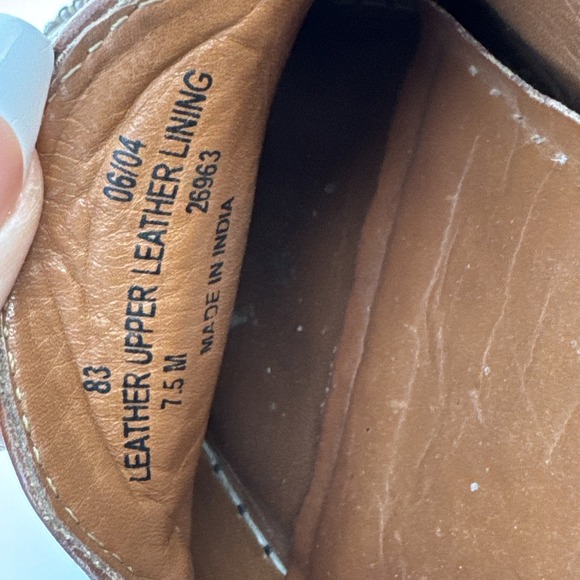 83 06/04
LEATHER UPPER LEATHER LINING
7.5 M 26963
MADE IN INDIA